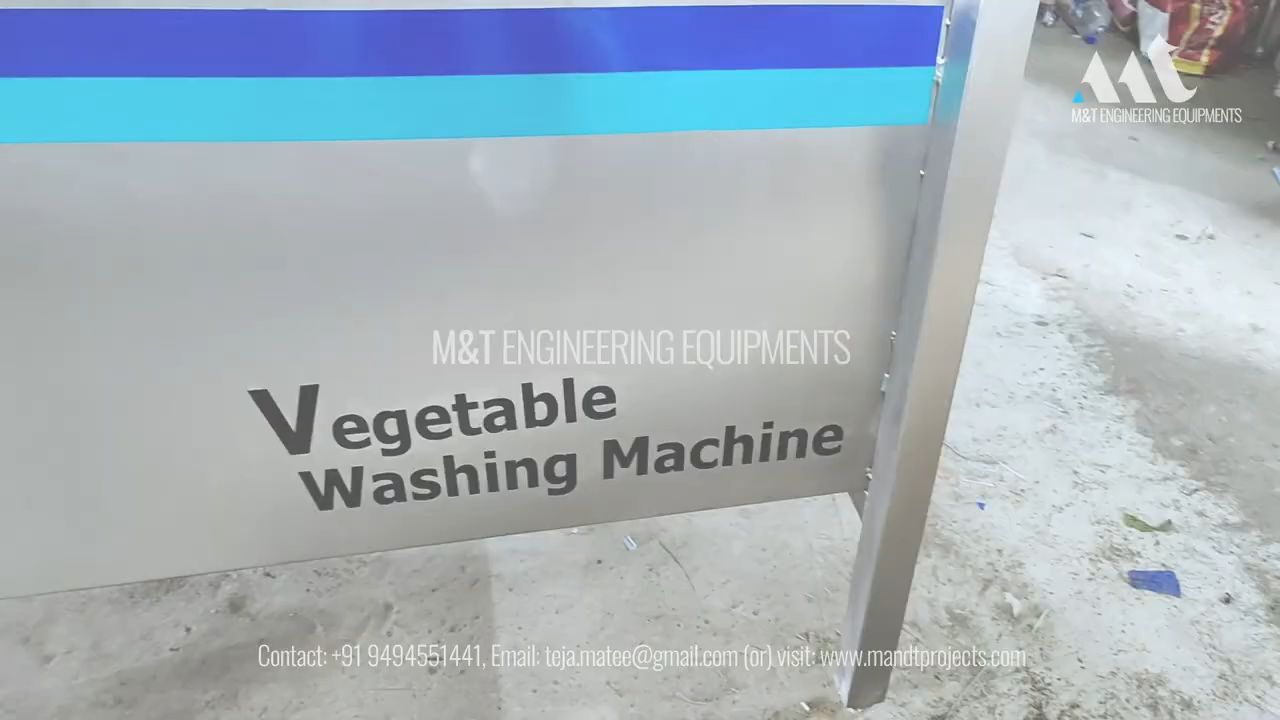 M&T ENGINEERING EQUIPMENTS
M&T ENGINEERING EQUIPMENTS
Vegetable
Washing Machine
Contact: +91 9494551441, Email: teja.matee@gmail.com (or) visit: www.mandtprojects.com